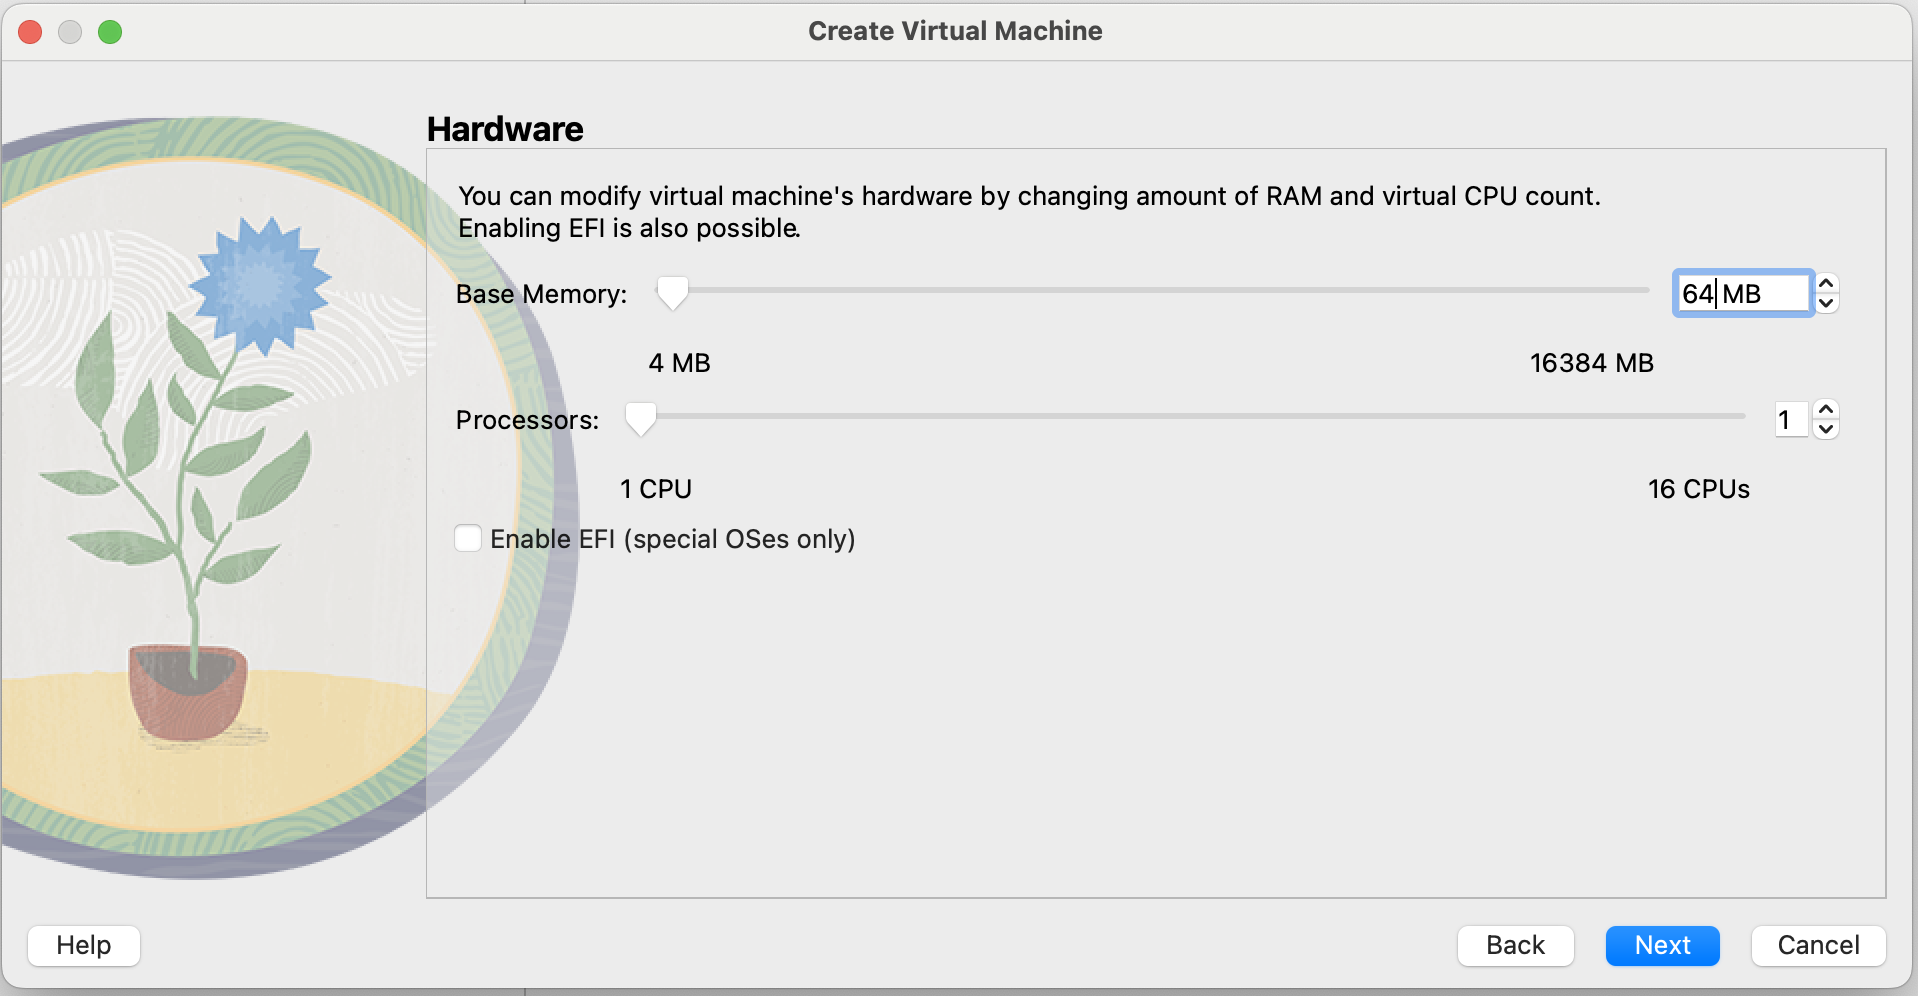 Create Virtual Machine
Hardware
You can modify virtual machine's hardware by changing amount of RAM and virtual CPU count.
Enabling EFI is also possible.
Base Memory:
64 MB
4 MB
16384 MB
Processors:
1
1 CPU
16 CPUs
Enable EFI (special OSes only)
Help
Back
Next
Cancel